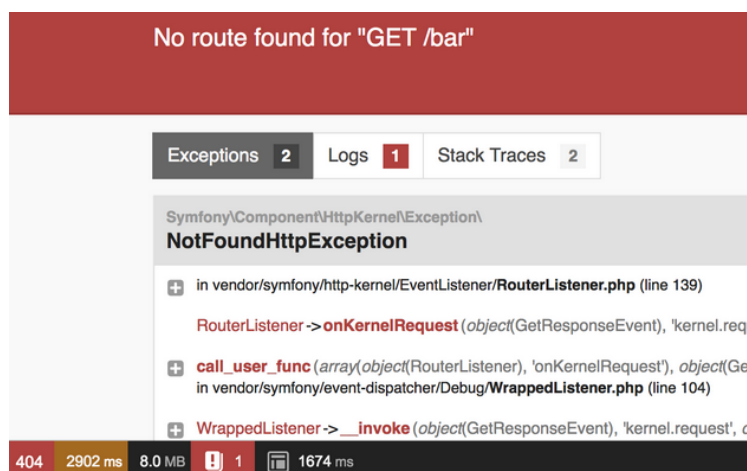 No route found for "GET /bar"
Exceptions 2 Logs 1 Stack Traces 2
Symfony\Component\HttpKernel\Exception\
NotFoundHttpException
in vendor/symfony/http-kernel/EventListener/RouterListener.php (line 139)
RouterListener->onKernelRequest(object(GetResponseEvent), 'kernel.req
call_user_func(array(object(RouterListener), 'onKernelRequest'), object(Ge
in vendor/symfony/event-dispatcher/Debug/WrappedListener.php (line 104)
WrappedListener->__invoke(object(GetResponseEvent), 'kernel.request',
404 2902 ms 8.0 MB 1 1674 ms